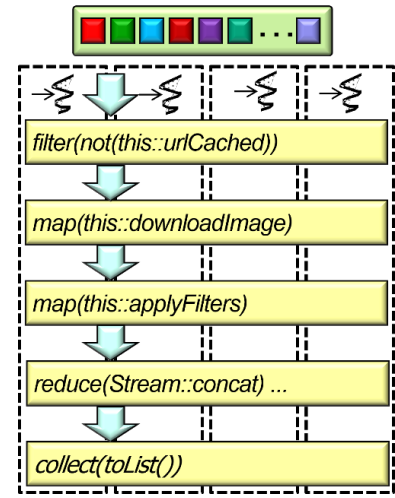 filter(not(this::urlCached))
map(this::downloadImage)
map(this::applyFilters)
reduce(Stream::concat) ...
collect(toList())